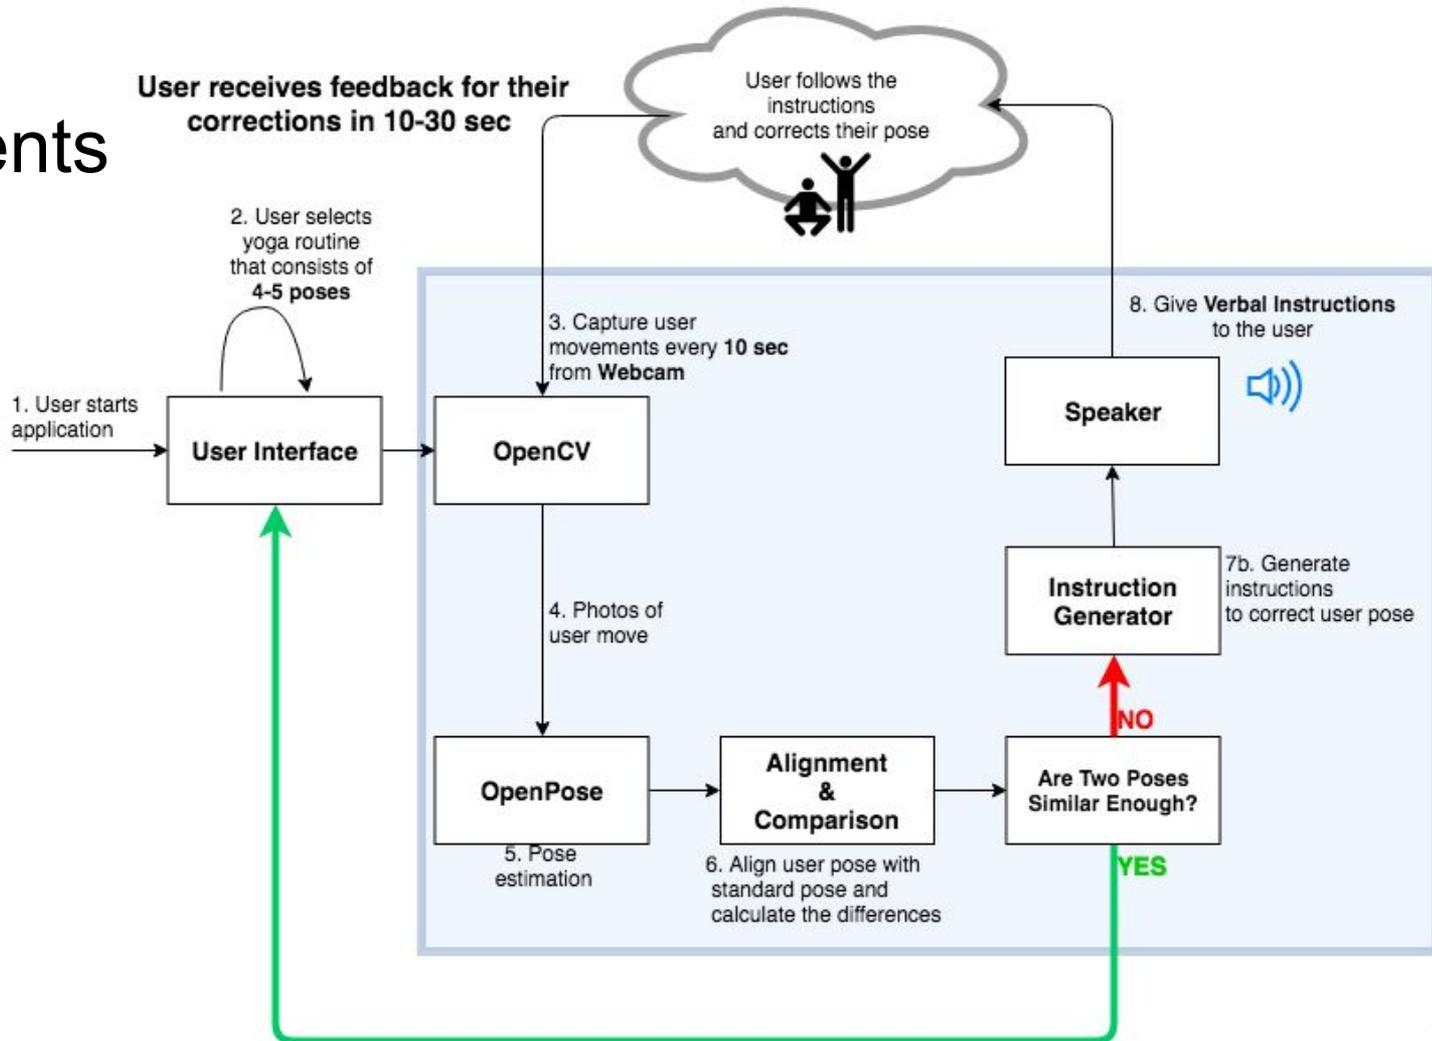 ents
User receives feedback for their
corrections in 10-30 sec
User follows the
instructions
and corrects their pose
2. User selects
yoga routine
that consists of
4-5 poses
1. User starts
application
User Interface
3. Capture user
movements every 10 sec
from Webcam
OpenCV
8. Give Verbal Instructions
to the user
Speaker
4. Photos of
user move
Instruction
Generator
7b. Generate
instructions
to correct user pose
NO
OpenPose
5. Pose
estimation
Alignment
&
Comparison
6. Align user pose with
standard pose and
calculate the differences
Are Two Poses
Similar Enough?
YES